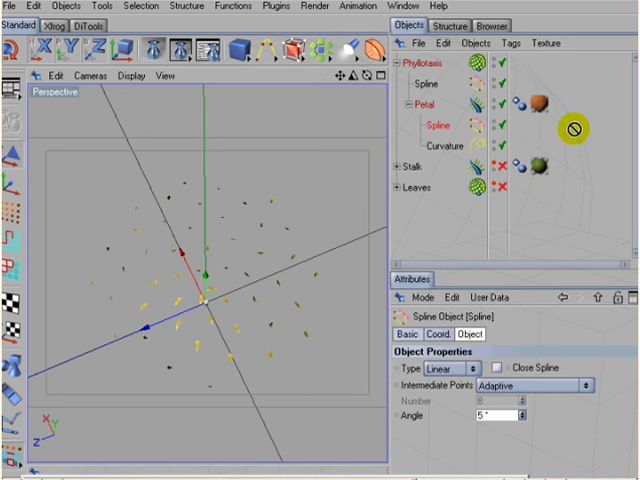 File Edit Objects Tools Selection Structure Functions Plugins Render Animation Window Help
Standard Xfrog DiTools
Objects Structure Browser
X Y Z
File Edit Objects Tags Texture
Edit Cameras Display View
Perspective
Phyllotaxis
Spline
Petal
Spline
Curvature
Stalk
Leaves
X Y
Z
Attributes
Mode Edit User Data
Spline Object [Spline]
Basic Coord. Object
Object Properties
Type Linear Close Spline
Intermediate Points Adaptive
Number 8
Angle 5 °